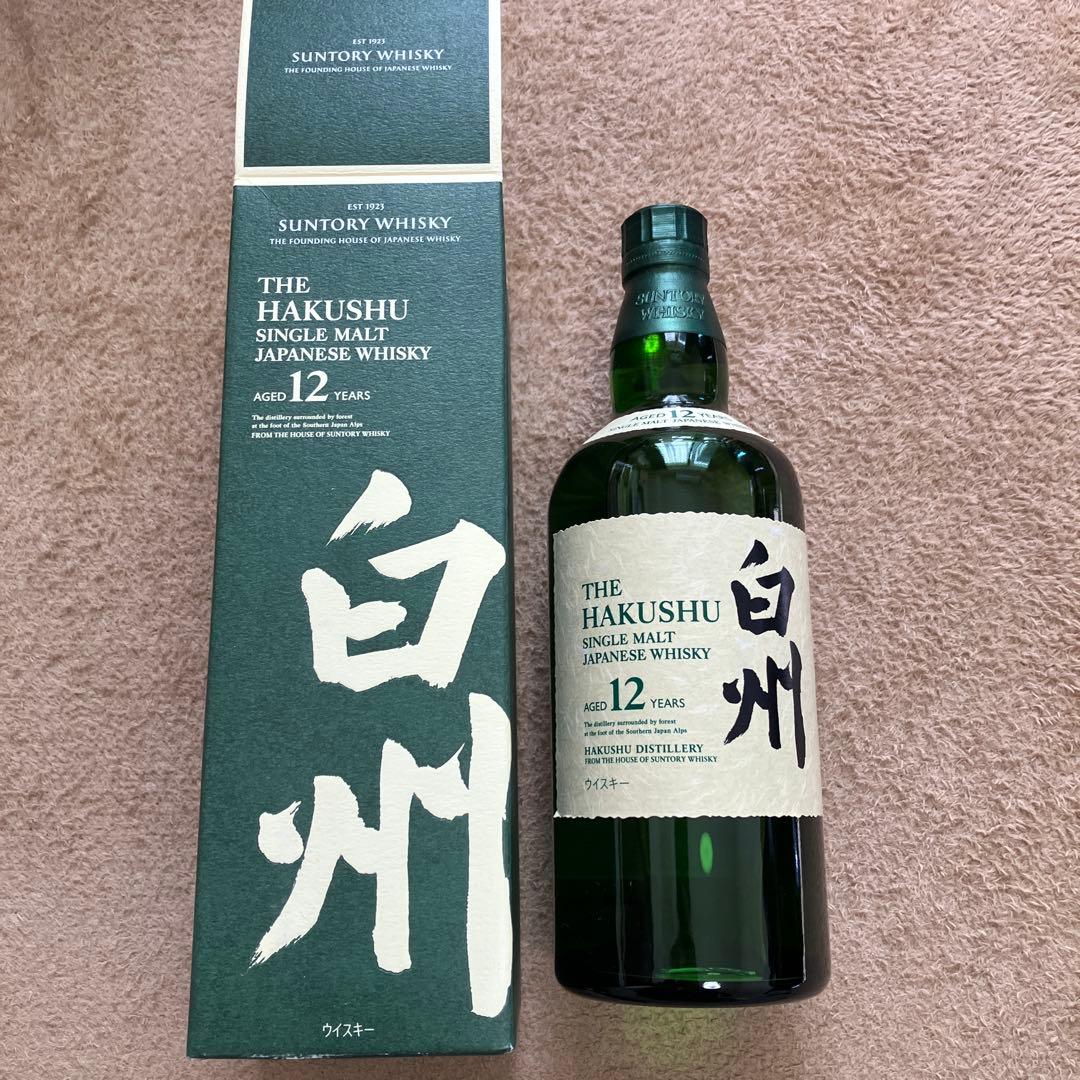 EST 1923
SUNTORY WHISKY
THE FOUNDING HOUSE OF JAPANESE WHISKY
EST 1923
SUNTORY WHISKY
THE FOUNDING HOUSE OF JAPANESE WHISKY
THE
HAKUSHU
SINGLE MALT
JAPANESE WHISKY
AGED 12 YEARS
The distillery surrounded by forest
at the foot of the Southern Japan Alps
FROM THE HOUSE OF SUNTORY WHISKY
白州
ウイスキー
SUNTORY
WHISKY
AGED 12 YEARS
SINGLE MALT JAPANESE WHISKY
THE
HAKUSHU
SINGLE MALT
JAPANESE WHISKY
AGED 12 YEARS
The distillery surrounded by forest
at the foot of the Southern Japan Alps
HAKUSHU DISTILLERY
FROM THE HOUSE OF SUNTORY WHISKY
ウイスキー
白州